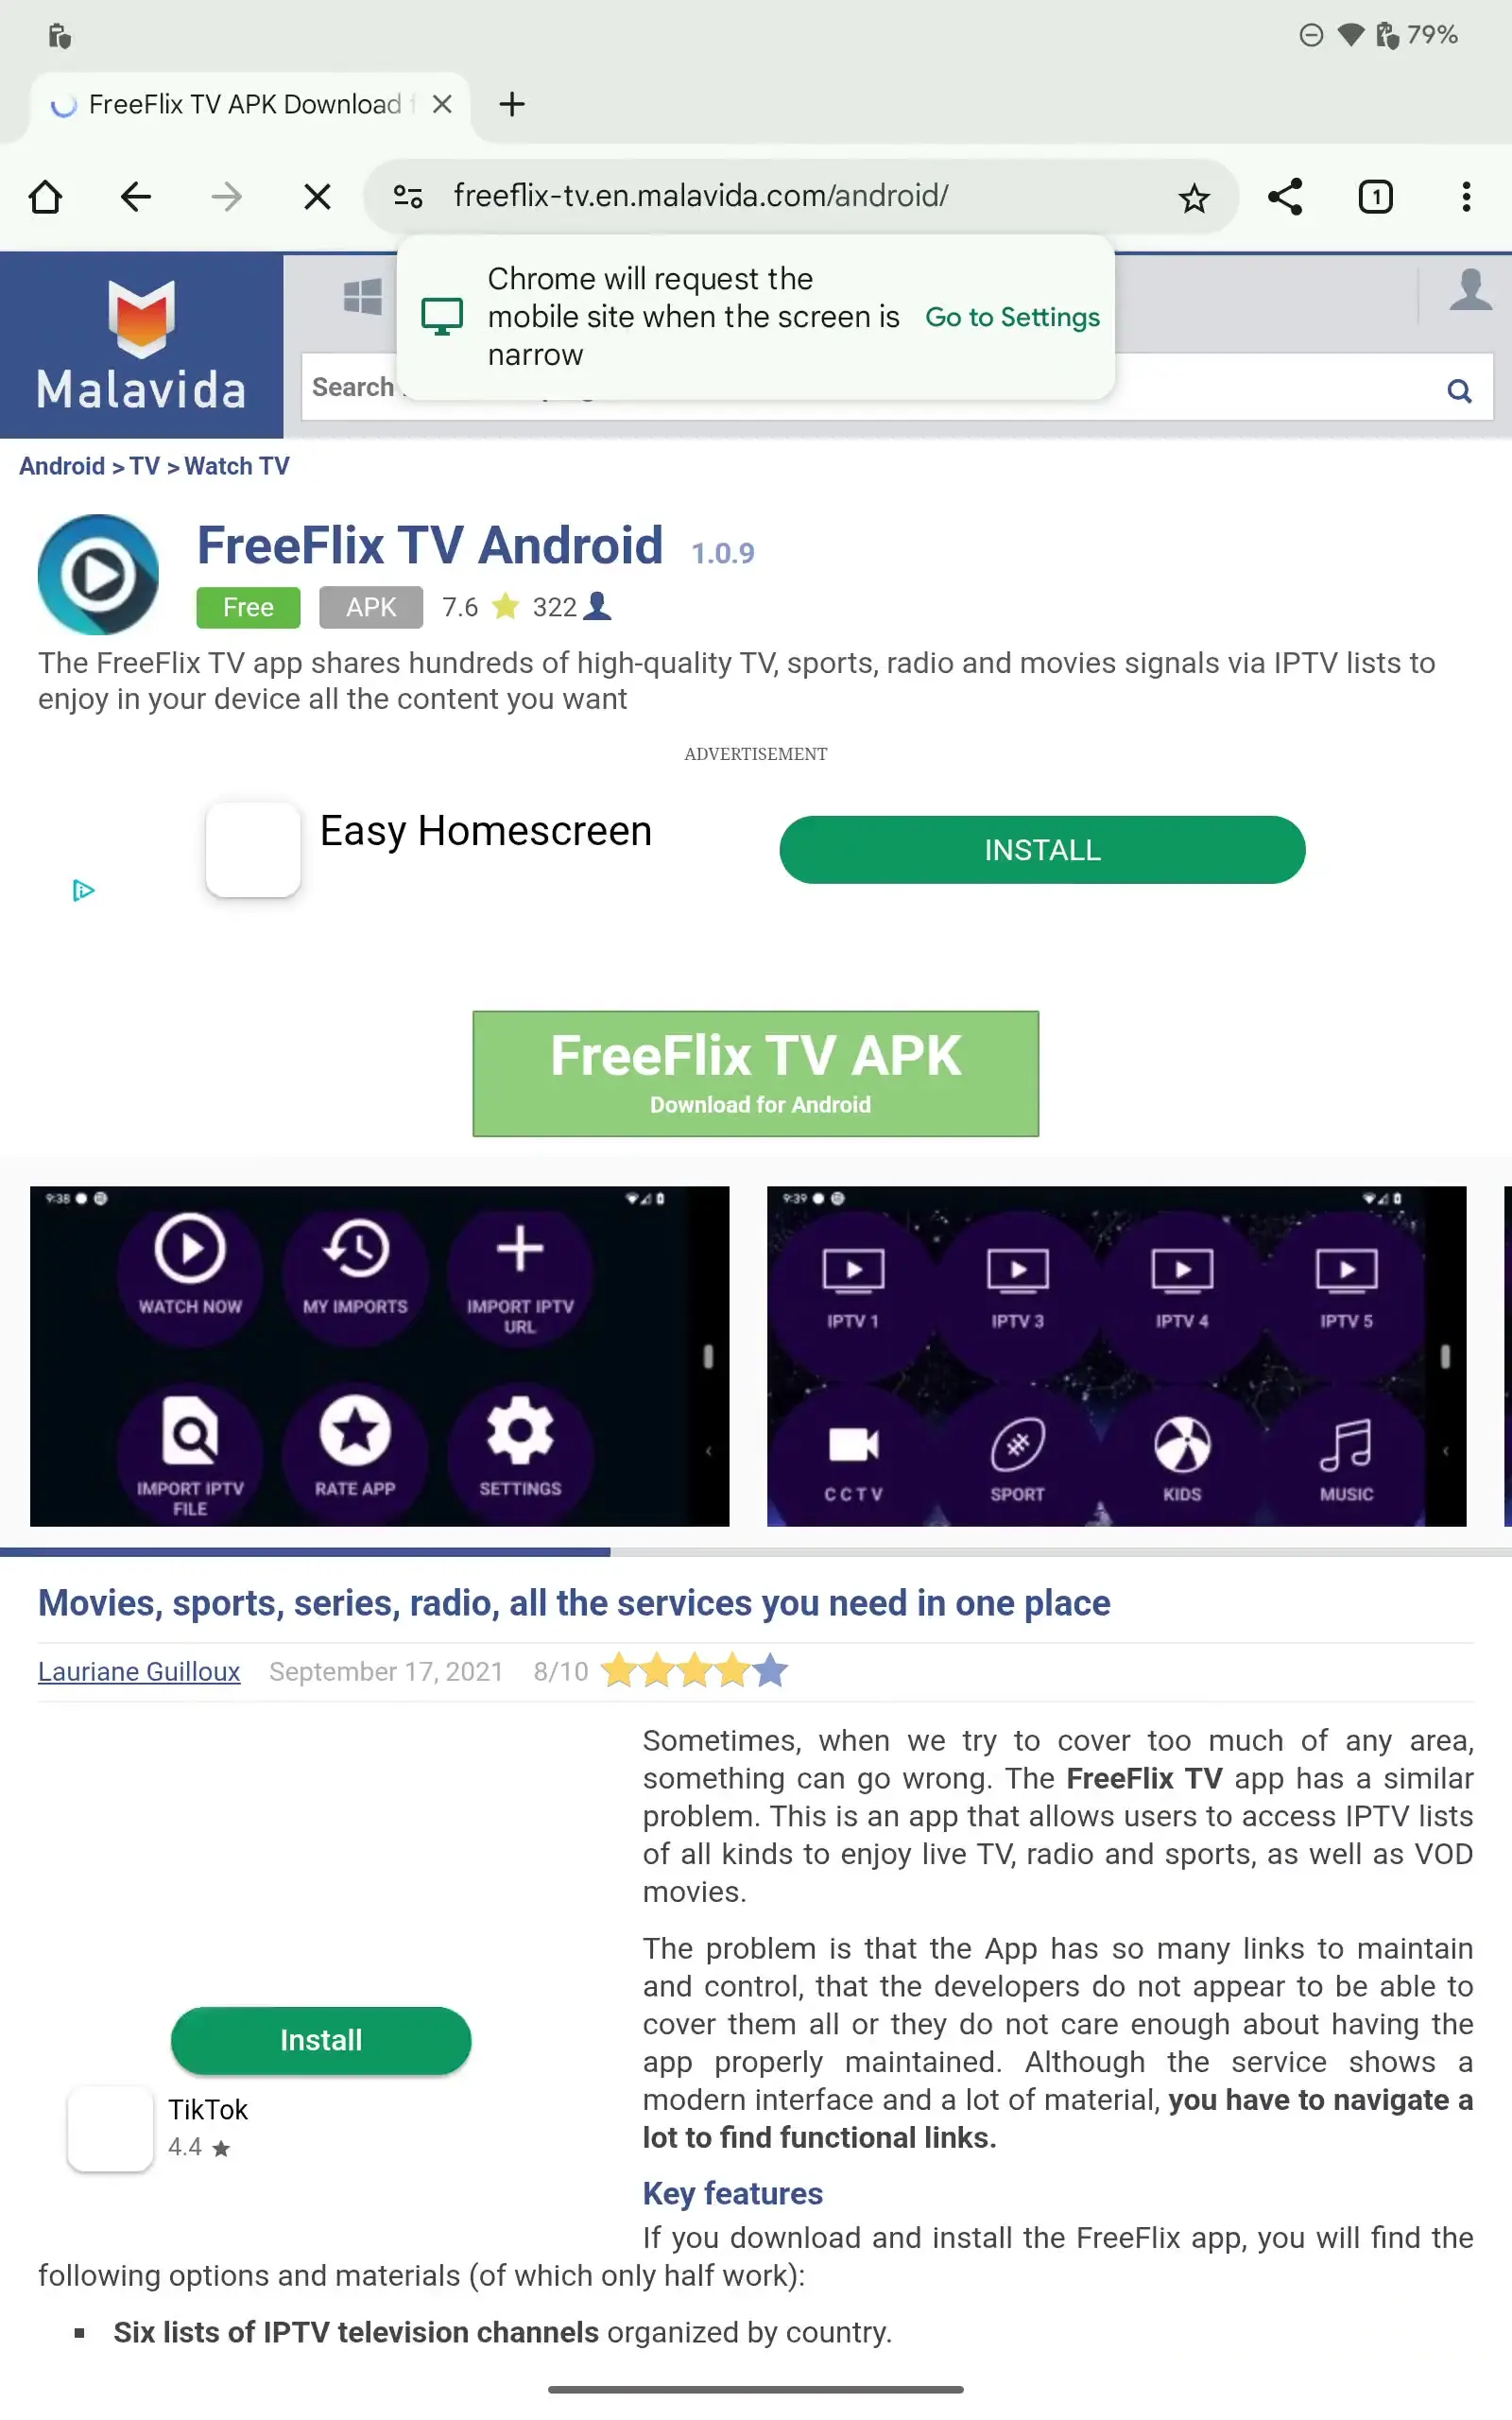 79%
FreeFlix TV APK Download
freeflix-tv.en.malavida.com/android/
1
Chrome will request the
mobile site when the screen is
narrow
Go to Settings
Malavida
Search
Android > TV > Watch TV
FreeFlix TV Android 1.0.9
Free APK 7.6 322
The FreeFlix TV app shares hundreds of high-quality TV, sports, radio and movies signals via IPTV lists to
enjoy in your device all the content you want
ADVERTISEMENT
Easy Homescreen
INSTALL
FreeFlix TV APK
Download for Android
9:38
WATCH NOW
MY IMPORTS
IMPORT IPTV
URL
IMPORT IPTV
FILE
RATE APP
SETTINGS
9:39
IPTV 1
IPTV 3
IPTV 4
IPTV 5
C C T V
SPORT
KIDS
MUSIC
Movies, sports, series, radio, all the services you need in one place
Lauriane Guilloux September 17, 2021 8/10
Sometimes, when we try to cover too much of any area,
something can go wrong. The FreeFlix TV app has a similar
problem. This is an app that allows users to access IPTV lists
of all kinds to enjoy live TV, radio and sports, as well as VOD
movies.
The problem is that the App has so many links to maintain
and control, that the developers do not appear to be able to
cover them all or they do not care enough about having the
app properly maintained. Although the service shows a
modern interface and a lot of material, you have to navigate a
lot to find functional links.
Install
TikTok
4.4
Key features
If you download and install the FreeFlix app, you will find the
following options and materials (of which only half work):
▪ Six lists of IPTV television channels organized by country.